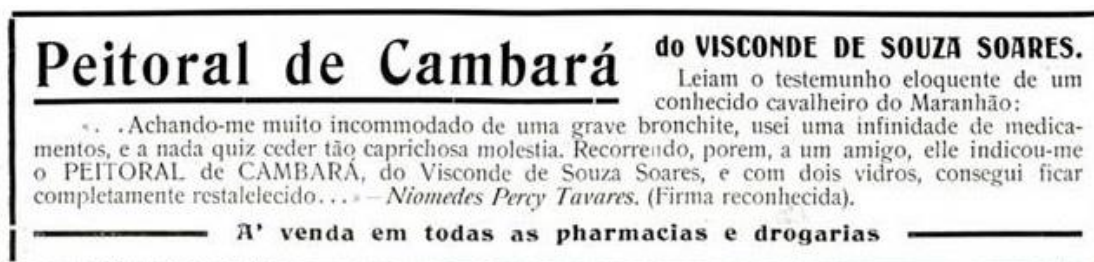 Peitoral de Cambará
do VISCONDE DE SOUZA SOARES.
Leiam o testemunho eloquente de um
conhecido cavalheiro do Maranhão:
. . .Achando-me muito incommodado de uma grave bronchite, usei uma infinidade de medica-
mentos, e a nada quiz ceder tão caprichosa molestia. Recorrendo, porem, a um amigo, elle indicou-me
o PEITORAL de CAMBARÁ, do Visconde de Souza Soares, e com dois vidros, consegui ficar
completamente restalelecido... – Niomedes Percy Tavares. (Firma reconhecida).
A' venda em todas as pharmacias e drogarias